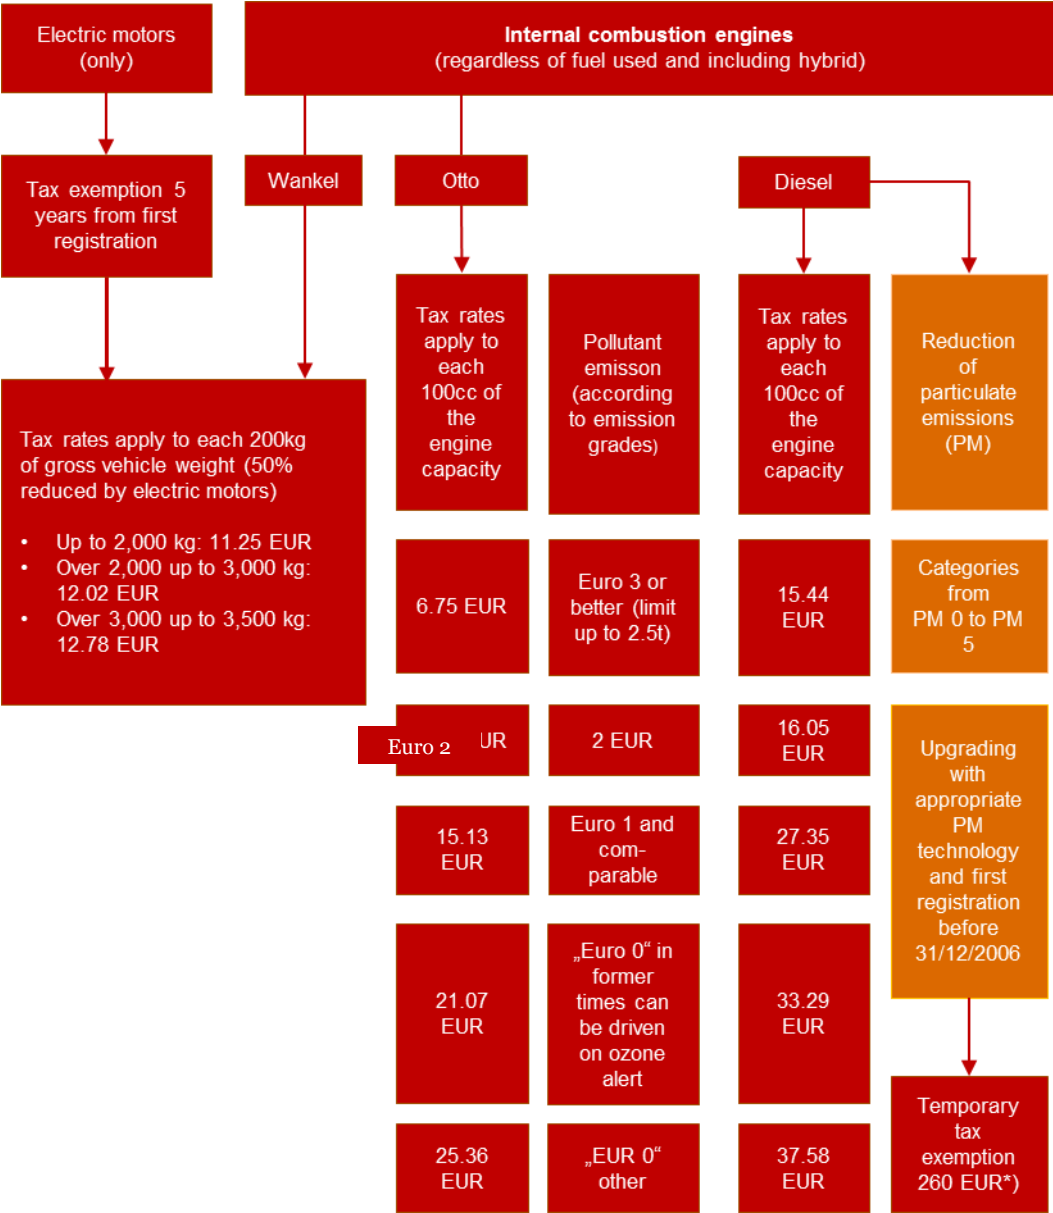 Electric motors
(only)
Internal combustion engines
(regardless of fuel used and including hybrid)
Tax exemption 5
years from first
registration
Wankel
Otto
Diesel
Tax rates apply to each 200kg
of gross vehicle weight (50%
reduced by electric motors)
• Up to 2,000 kg: 11.25 EUR
• Over 2,000 up to 3,000 kg:
12.02 EUR
• Over 3,000 up to 3,500 kg:
12.78 EUR
Tax rates
apply to
each
100cc of
the
engine
capacity
Pollutant
emisson
(according
to emission
grades)
Tax rates
apply to
each
100cc of
the
engine
capacity
Reduction
of
particulate
emissions
(PM)
6.75 EUR
Euro 3 or
better (limit
up to 2.5t)
15.44
EUR
Categories
from
PM 0 to PM
5
Euro 2
UR
2 EUR
16.05
EUR
Upgrading
with
appropriate
PM
technology
and first
registration
before
31/12/2006
15.13
EUR
Euro 1 and
com-
parable
27.35
EUR
21.07
EUR
„Euro 0“ in
former
times can
be driven
on ozone
alert
33.29
EUR
Temporary
tax
exemption
260 EUR*)
25.36
EUR
„EUR 0“
other
37.58
EUR